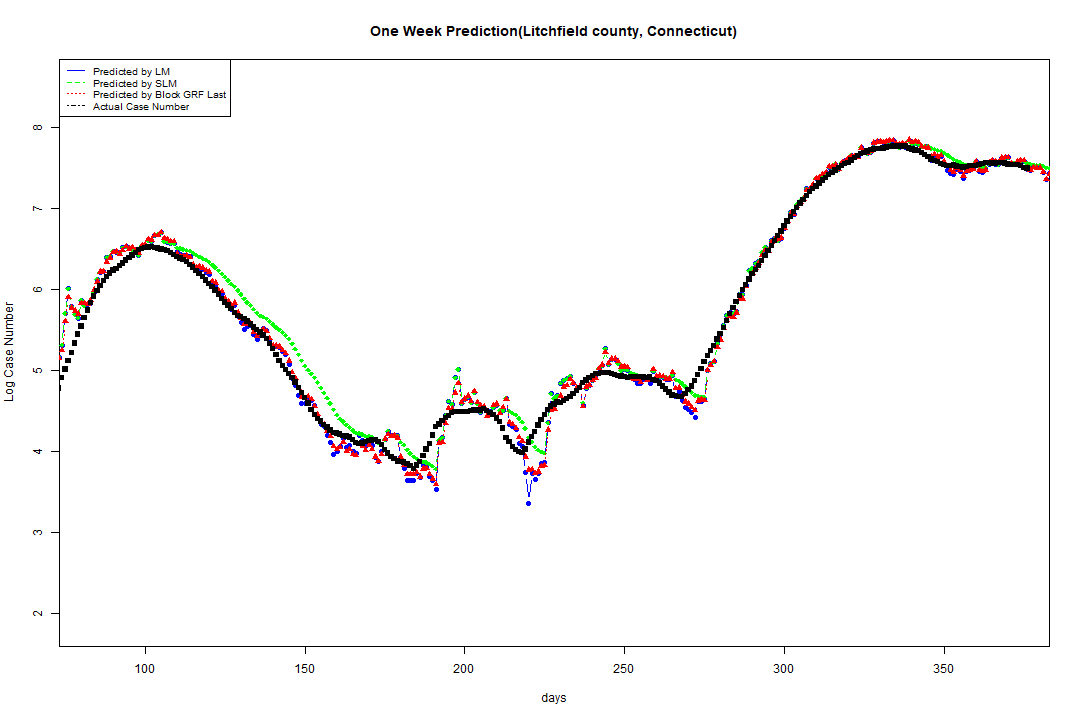 One Week Prediction(Litchfield county, Connecticut)
Predicted by LM
Predicted by SLM
Predicted by Block GRF Last
Actual Case Number
Log Case Number
8
7
6
5
4
3
2
100 150 200 250 300 350
days